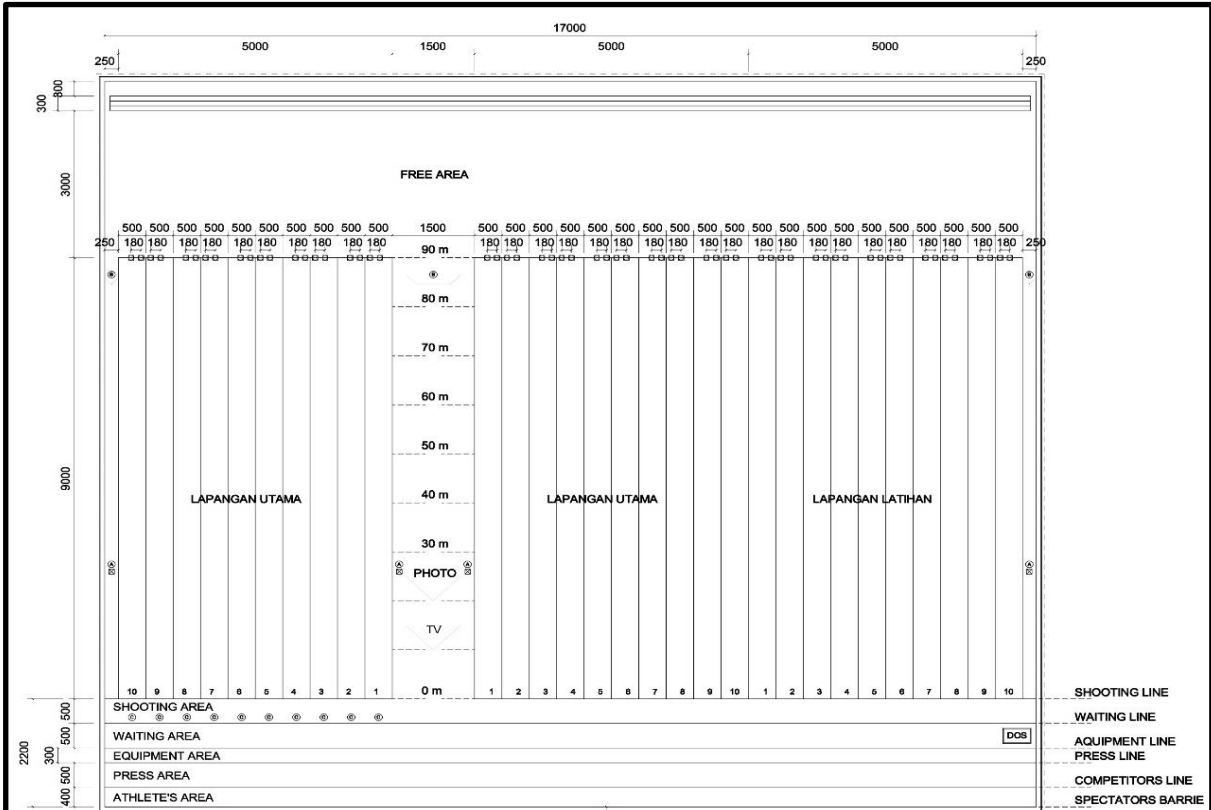 17000
5000 1500 5000 5000
250 250
800
300
3000
FREE AREA
500 500 500 500 500 500 500 500 500 500 1500 500 500 500 500 500 500 500 500 500 500 500 500 500 500 500 500 500 500 500 500
250 180 180 180 180 180 180 180 180 180 180 180 180 180 180 180 180 180 180 180 180 180 180 180 180 180 180 180 180 180 180 250
90 m
B B B
80 m
70 m
60 m
50 m
9000
40 m
LAPANGAN UTAMA LAPANGAN UTAMA LAPANGAN LATIHAN
30 m
A A PHOTO A A
TV
10 9 8 7 6 5 4 3 2 1 0 m 1 2 3 4 5 6 7 8 9 10 1 2 3 4 5 6 7 8 9 10
SHOOTING LINE
500 SHOOTING AREA
C C C C C C C C C C
WAITING LINE
500 WAITING AREA DOS
AQUIPMENT LINE
2200 300 EQUIPMENT AREA
PRESS LINE
500 PRESS AREA
COMPETITORS LINE
400 ATHLETE'S AREA
SPECTATORS BARRIE